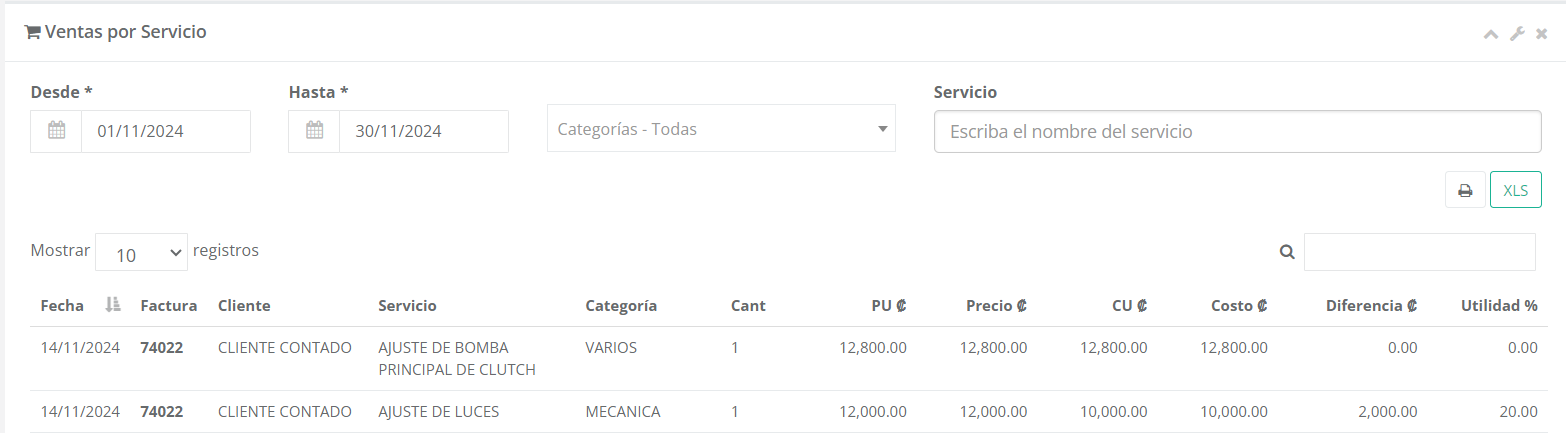 Ventas por Servicio
Desde * Hasta * Servicio
01/11/2024 30/11/2024 Categorías - Todas Escriba el nombre del servicio
XLS
Mostrar 10 registros
Fecha Factura Cliente Servicio Categoría Cant PU ₡ Precio ₡ CU ₡ Costo ₡ Diferencia ₡ Utilidad %
14/11/2024 74022 CLIENTE CONTADO AJUSTE DE BOMBA VARIOS 1 12,800.00 12,800.00 12,800.00 12,800.00 0.00 0.00
PRINCIPAL DE CLUTCH
14/11/2024 74022 CLIENTE CONTADO AJUSTE DE LUCES MECANICA 1 12,000.00 12,000.00 10,000.00 10,000.00 2,000.00 20.00